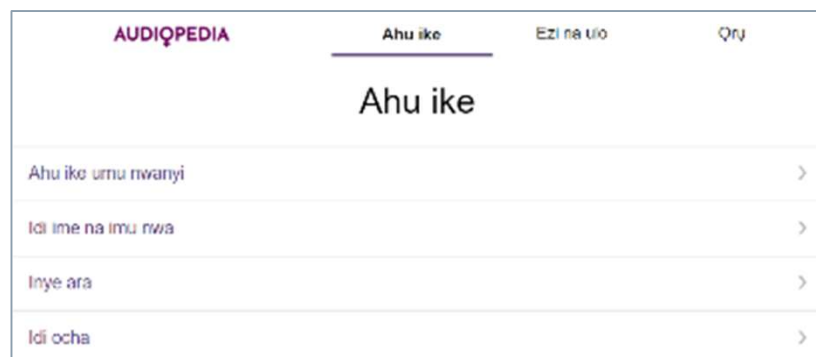 AUDIOPEDIA Ahu ike Ezi na ulo Ọrụ
Ahu ike
Ahu ike umu nwanyi
Idi ime na imu nwa
Inye ara
Idi ocha